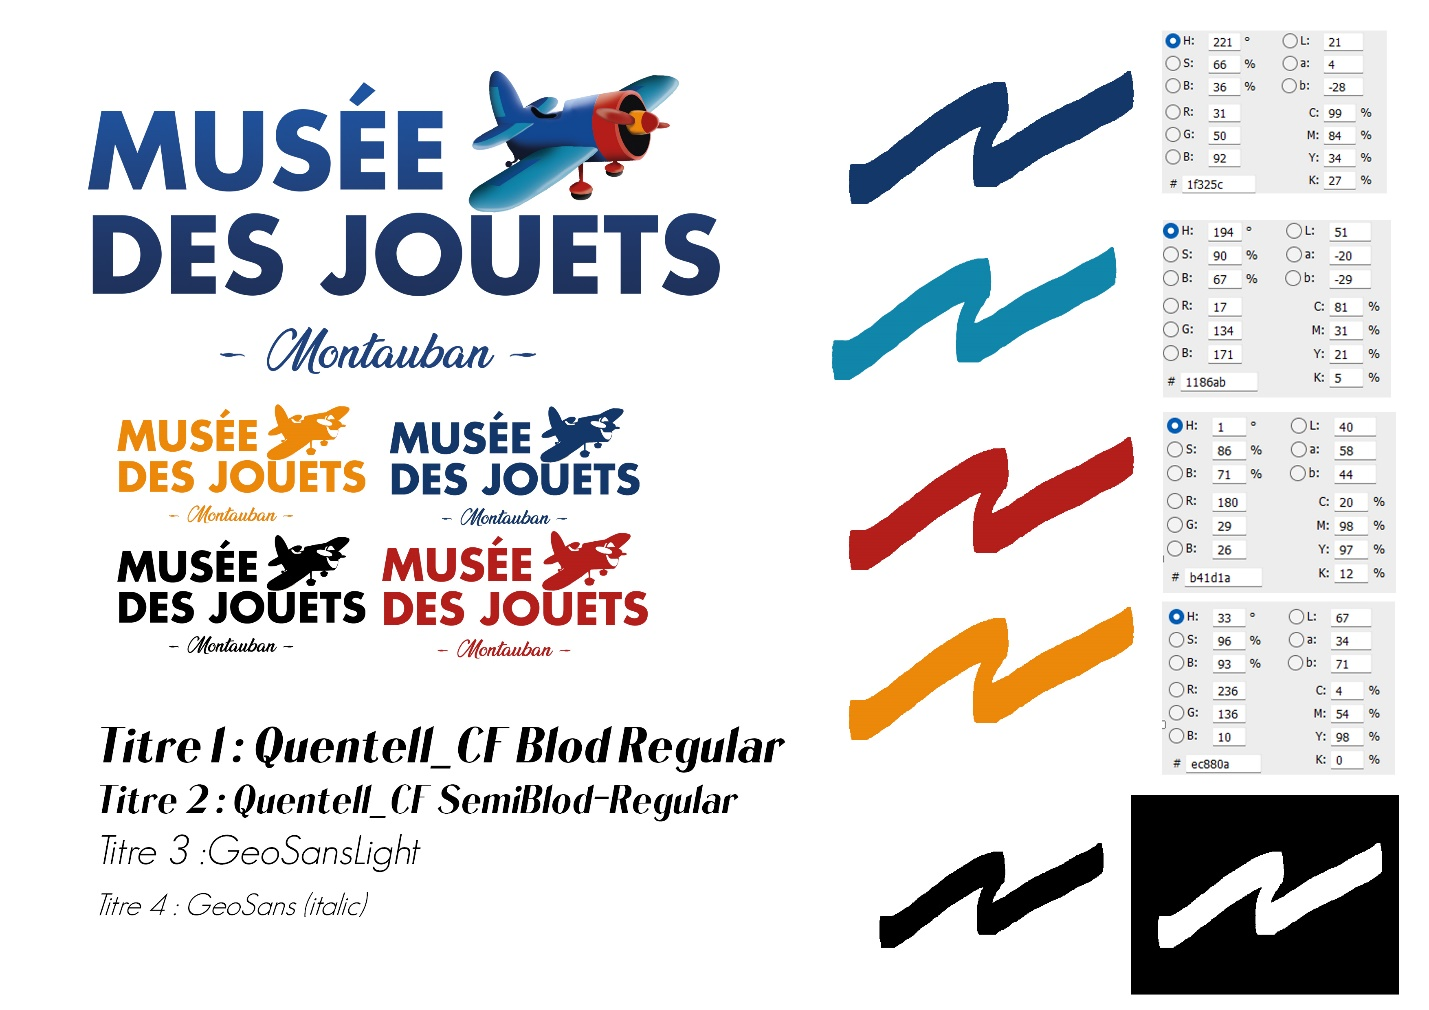 MUSÉE
DES JOUETS
~ Montauban ~
MUSÉE
DES JOUETS
- Montauban -
MUSÉE
DES JOUETS
- Montauban -
MUSÉE
DES JOUETS
- Montauban -
MUSÉE
DES JOUETS
- Montauban -
Titre 1 : Quentell_CF Blod Regular
Titre 2 : Quentell_CF SemiBlod-Regular
Titre 3 :GeoSansLight
Titre 4 : GeoSans (italic)
H: 221 ° L: 21
S: 66 % a: 4
B: 36 % b: -28
R: 31 C: 99 %
G: 50 M: 84 %
B: 92 Y: 34 %
# 1f325c K: 27 %
H: 194 ° L: 51
S: 90 % a: -20
B: 67 % b: -29
R: 17 C: 81 %
G: 134 M: 31 %
B: 171 Y: 21 %
# 1186ab K: 5 %
H: 1 ° L: 40
S: 86 % a: 58
B: 71 % b: 44
R: 180 C: 20 %
G: 29 M: 98 %
B: 26 Y: 97 %
# b41d1a K: 12 %
H: 33 ° L: 67
S: 96 % a: 34
B: 93 % b: 71
R: 236 C: 4 %
G: 136 M: 54 %
B: 10 Y: 98 %
# ec880a K: 0 %